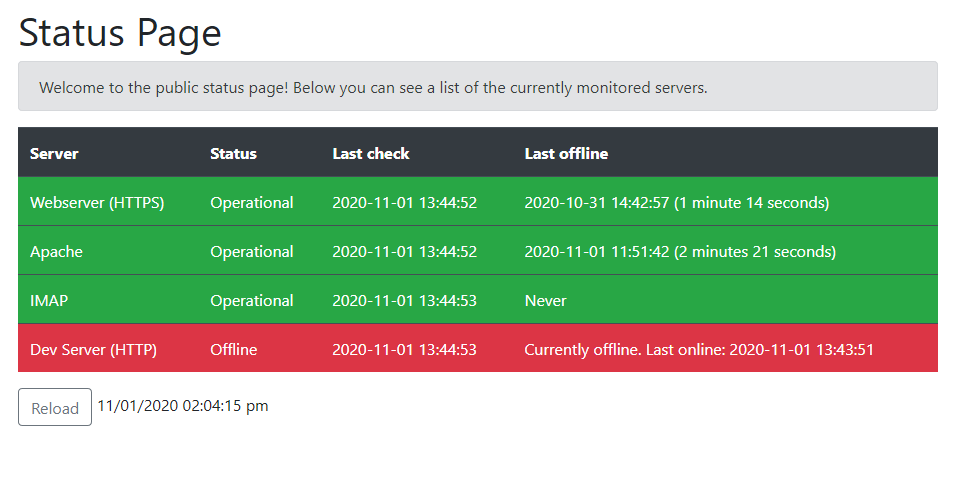 Status Page
Welcome to the public status page! Below you can see a list of the currently monitored servers.
Server Status Last check Last offline
Webserver (HTTPS) Operational 2020-11-01 13:44:52 2020-10-31 14:42:57 (1 minute 14 seconds)
Apache Operational 2020-11-01 13:44:52 2020-11-01 11:51:42 (2 minutes 21 seconds)
IMAP Operational 2020-11-01 13:44:53 Never
Dev Server (HTTP) Offline 2020-11-01 13:44:53 Currently offline. Last online: 2020-11-01 13:43:51
Reload 11/01/2020 02:04:15 pm